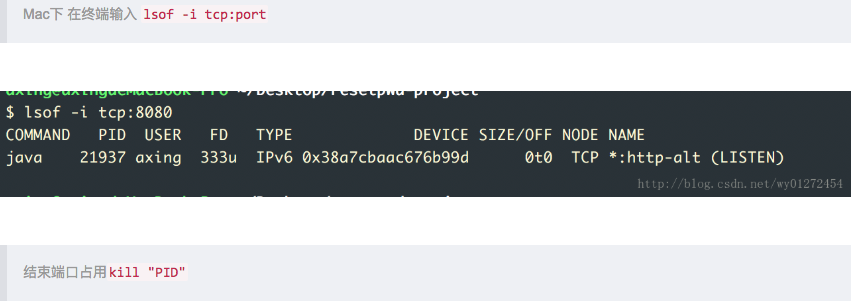 Mac下 在终端输入 lsof -i tcp:port
axing@axingdeMacBook-Pro ~/Desktop/resetpwd-project
$ lsof -i tcp:8080
COMMAND PID USER FD TYPE DEVICE SIZE/OFF NODE NAME
java 21937 axing 333u IPv6 0x38a7cbaac676b99d 0t0 TCP *:http-alt (LISTEN)
http://blog.csdn.net/wy01272454
结束端口占用kill "PID"